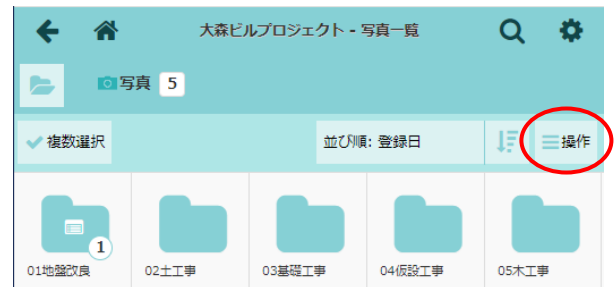 大森ビルプロジェクト - 写真一覧
写真 5
複数選択 並び順: 登録日 操作
1
01地盤改良 02土工事 03基礎工事 04仮設工事 05木工事